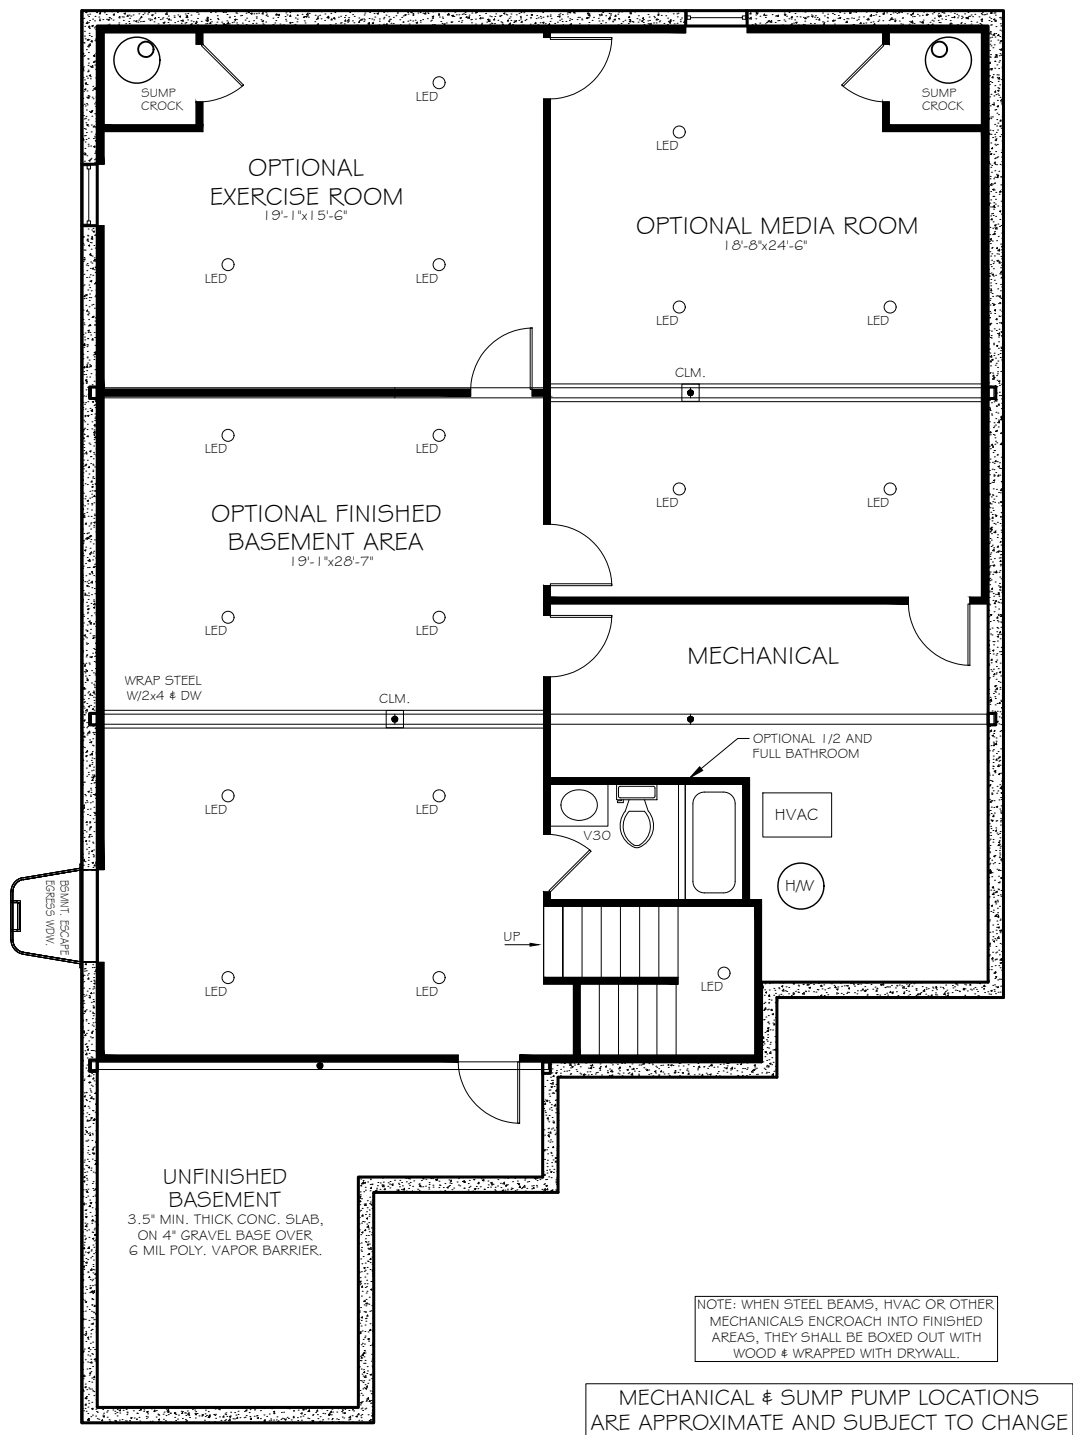 SUMP
CROCK
LED
SUMP
CROCK
LED
OPTIONAL
EXERCISE ROOM
19'-1"x15'-6"
OPTIONAL MEDIA ROOM
18'-8"x24'-6"
LED
LED
LED
LED
CLM.
LED
LED
LED
LED
OPTIONAL FINISHED
BASEMENT AREA
19'-1"x28'-7"
LED
LED
MECHANICAL
WRAP STEEL
W/2x4 & DW
CLM.
OPTIONAL 1/2 AND
FULL BATHROOM
LED
LED
V30
HVAC
H/W
BSMNT. ESCAPE
EGRESS WDW.
UP
LED
LED
LED
UNFINISHED
BASEMENT
3.5" MIN. THICK CONC. SLAB,
ON 4" GRAVEL BASE OVER
6 MIL POLY. VAPOR BARRIER.
NOTE: WHEN STEEL BEAMS, HVAC OR OTHER
MECHANICALS ENCROACH INTO FINISHED
AREAS, THEY SHALL BE BOXED OUT WITH
WOOD & WRAPPED WITH DRYWALL.
MECHANICAL & SUMP PUMP LOCATIONS
ARE APPROXIMATE AND SUBJECT TO CHANGE